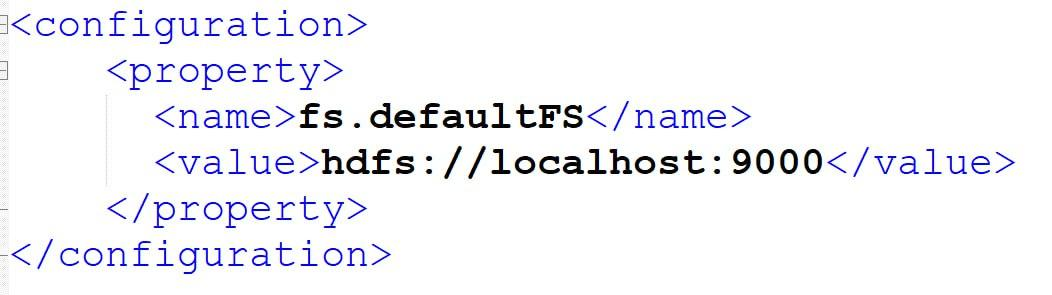 <configuration>
<property>
<name>fs.defaultFS</name>
<value>hdfs://localhost:9000</value>
</property>
</configuration>